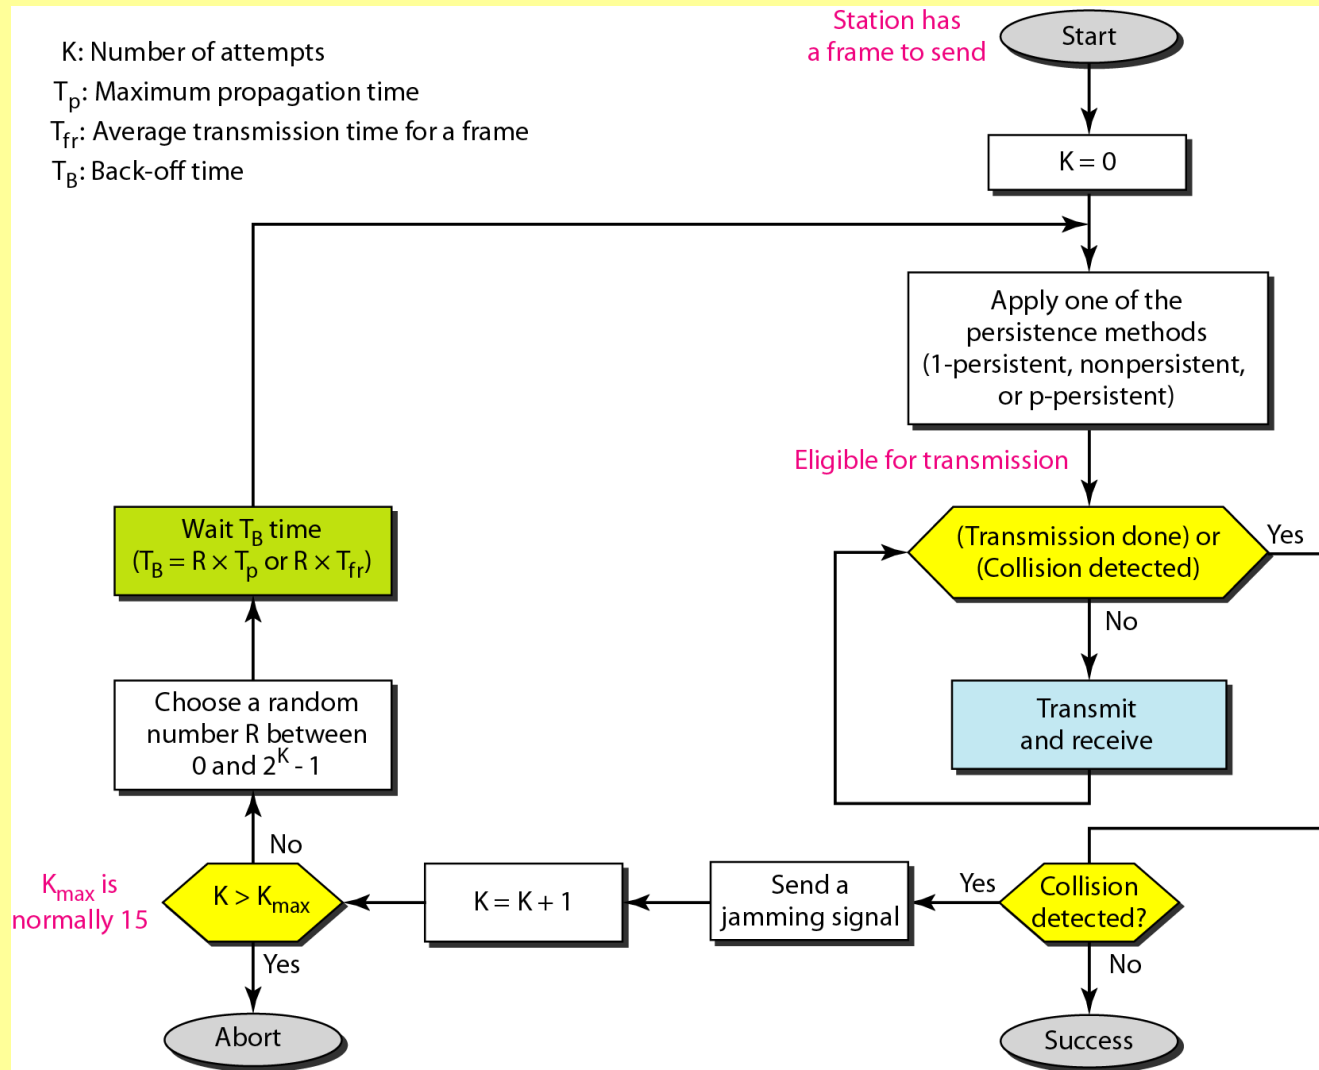 K: Number of attempts
Tp: Maximum propagation time
Tfr: Average transmission time for a frame
TB: Back-off time
Station has
a frame to send
Start
K = 0
Apply one of the
persistence methods
(1-persistent, nonpersistent,
or p-persistent)
Eligible for transmission
(Transmission done) or
(Collision detected)
Yes
No
Transmit
and receive
Wait TB time
(TB = R × Tp or R × Tfr)
Choose a random
number R between
0 and 2^K - 1
No
Kmax is
normally 15
K > Kmax
Yes
Abort
K = K + 1
Send a
jamming signal
Yes
Collision
detected?
No
Success